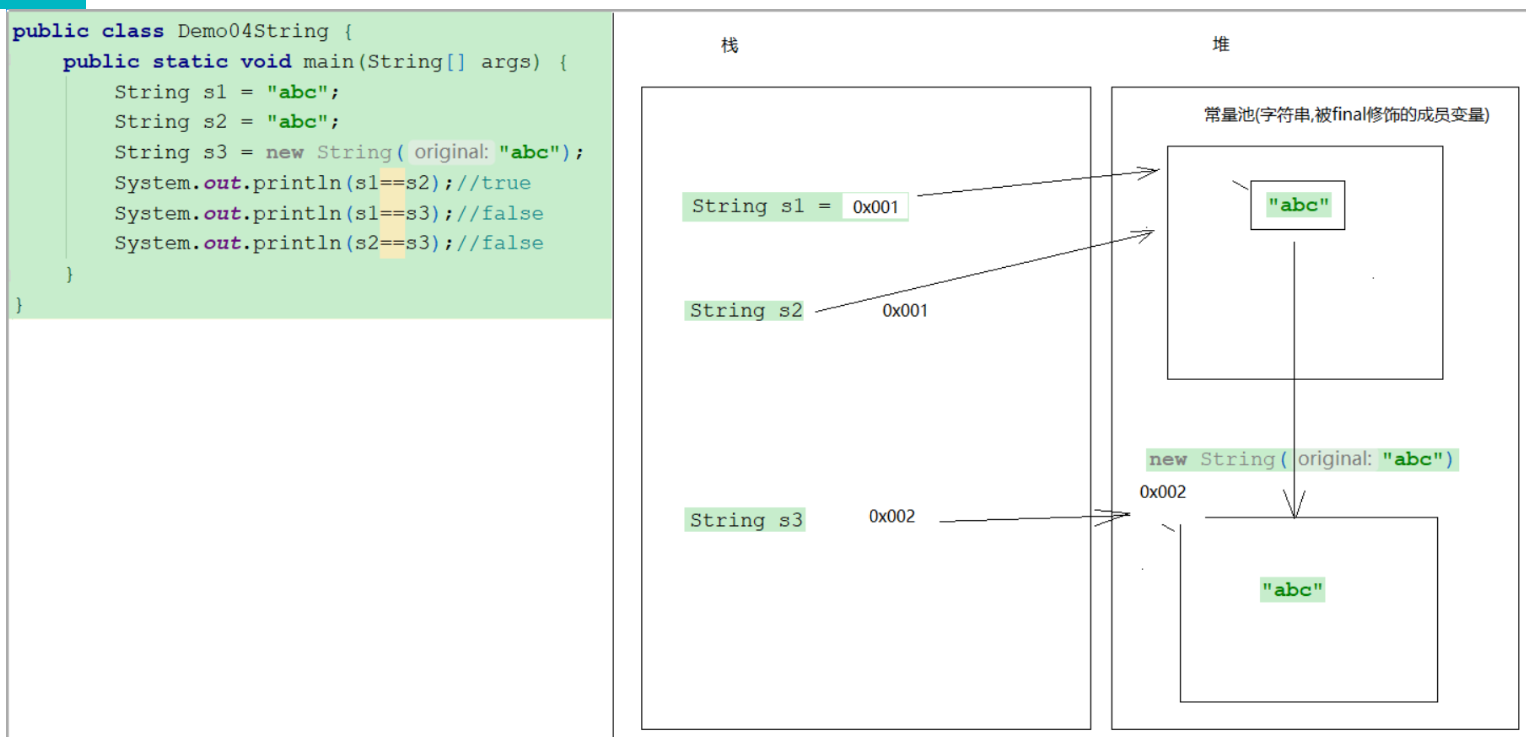 public class Demo04String {
public static void main(String[] args) {
String s1 = "abc";
String s2 = "abc";
String s3 = new String( original: "abc");
System.out.println(s1==s2);//true
System.out.println(s1==s3);//false
System.out.println(s2==s3);//false
}
}
栈
堆
常量池(字符串,被final修饰的成员变量)
"abc"
String s1 = 0x001
String s2 0x001
new String( original: "abc")
0x002
String s3 0x002
"abc"